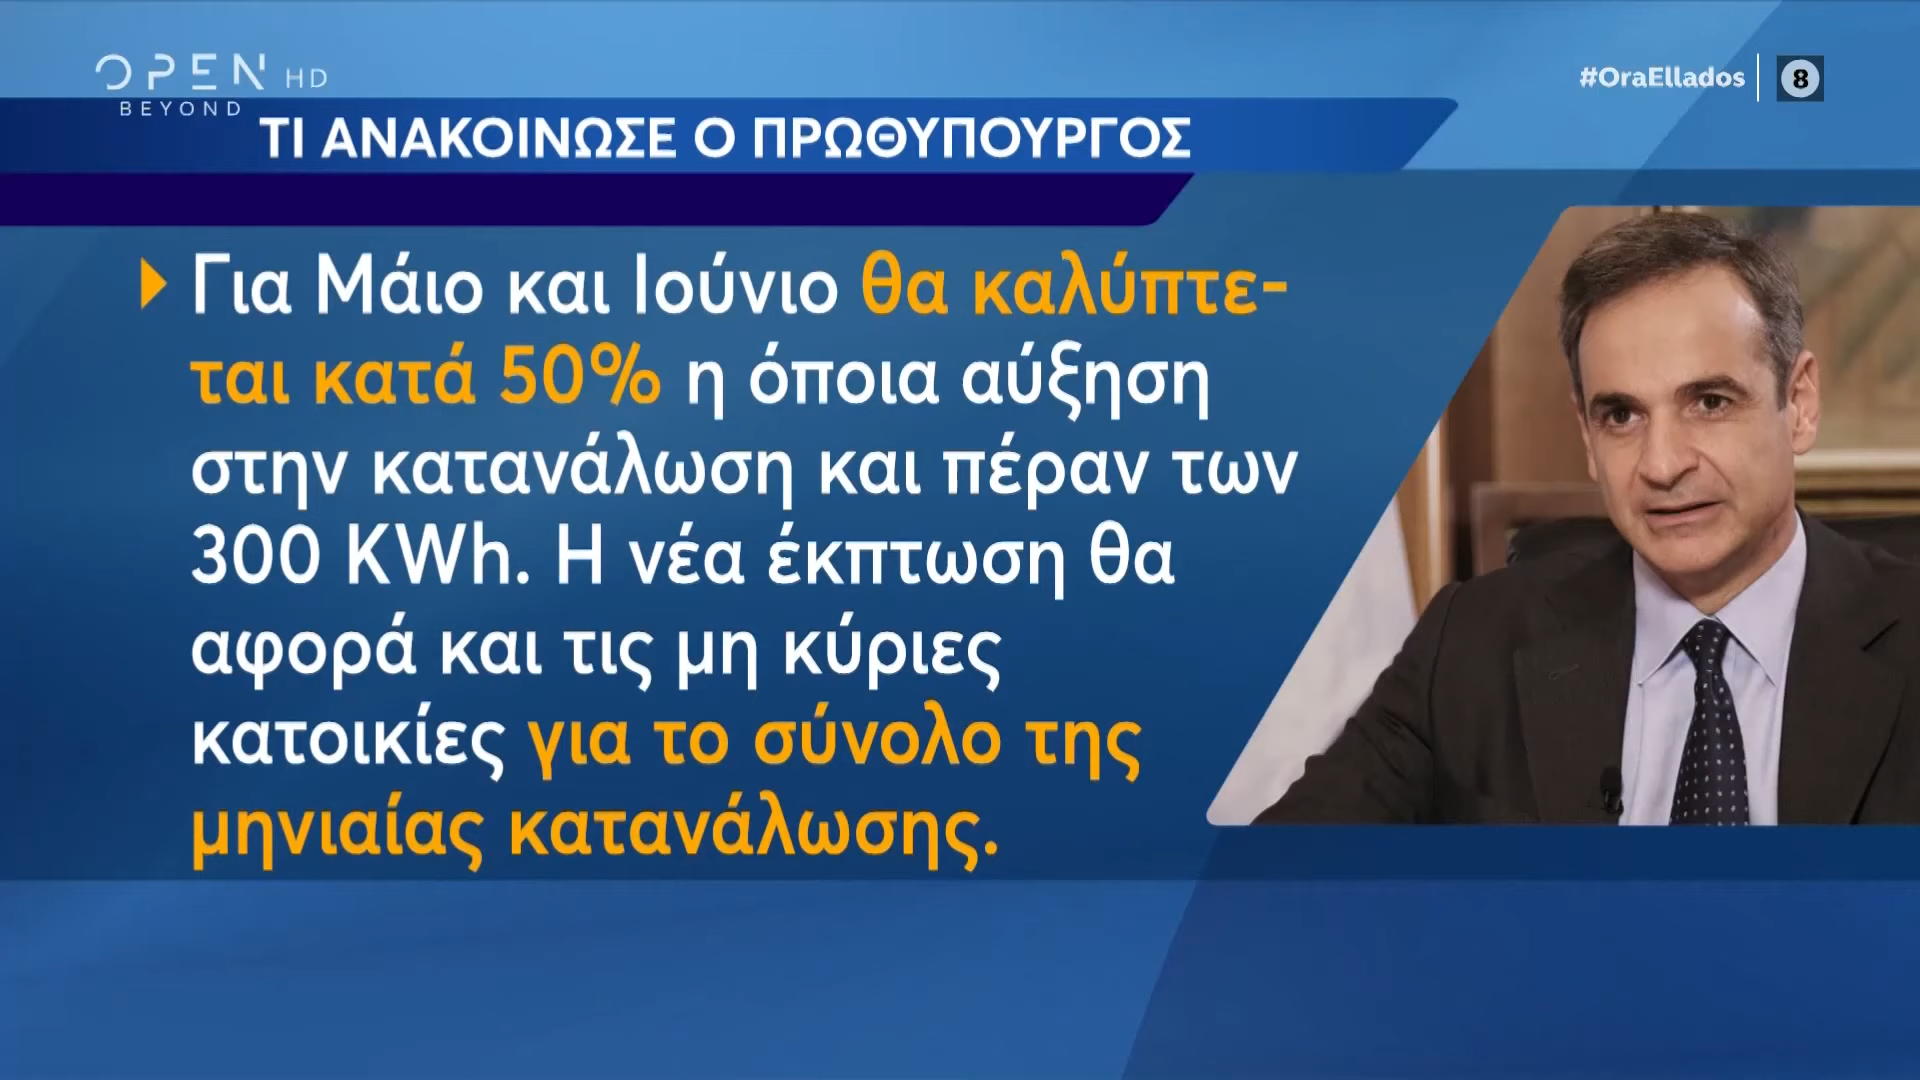 OPEN HD
BEYOND
#OraEllados
8
ΤΙ ΑΝΑΚΟΙΝΩΣΕ Ο ΠΡΩΘΥΠΟΥΡΓΟΣ
Για Μάιο και Ιούνιο θα καλύπτε-
ται κατά 50% η όποια αύξηση
στην κατανάλωση και πέραν των
300 KWh. Η νέα έκπτωση θα
αφορά και τις μη κύριες
κατοικίες για το σύνολο της
μηνιαίας κατανάλωσης.